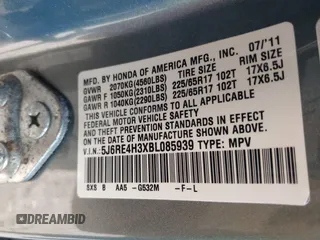 MFD. BY HONDA OF AMERICA MFG., INC. 07/'11
GVWR 2070KG(4560LBS) TIRE SIZE RIM SIZE
GAWR F 1050KG(2310LBS) 225/65R17 102T 17X6.5J
GAWR R 1040KG(2290LBS) 225/65R17 102T 17X6.5J
THIS VEHICLE CONFORMS TO ALL APPLICABLE
FEDERAL MOTOR VEHICLE SAFETY AND
THEFT PREVENTION STANDARDS IN EFFECT ON
THE DATE OF MANUFACTURE SHOWN ABOVE.
V.I.N.: 5J6RE4H3XBL085939 TYPE: MPV
SXS B AA5 -G532M -F-L
DREAMBID